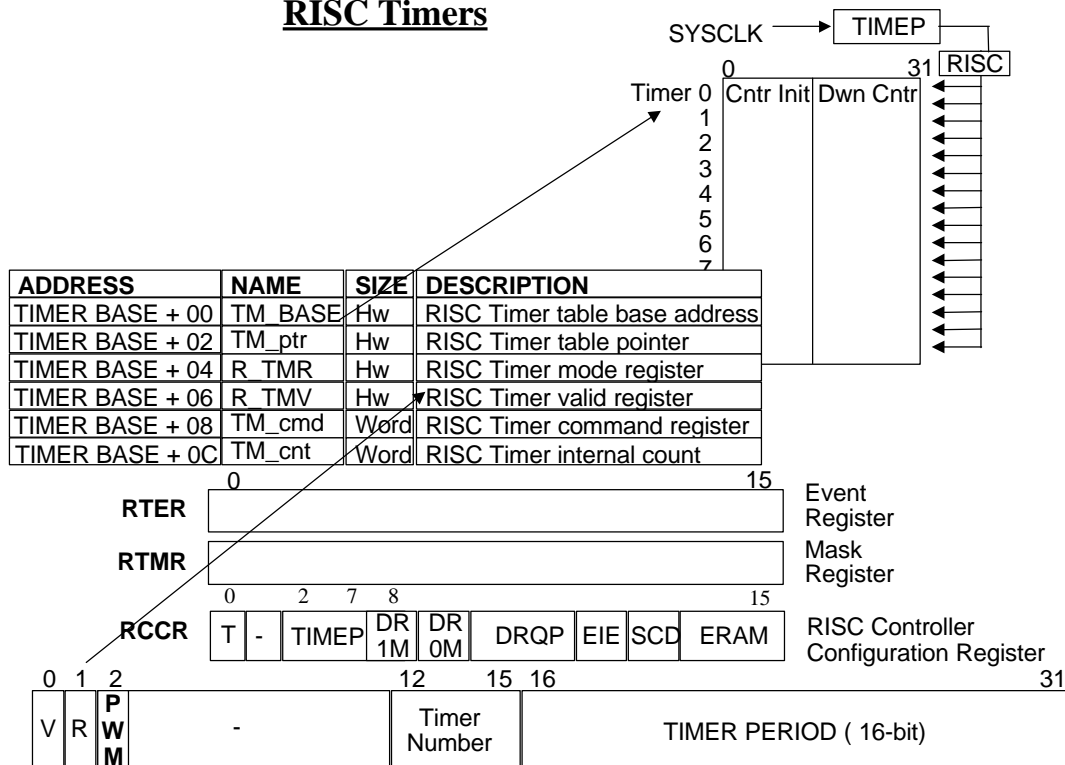 RISC Timers
SYSCLK
TIMEP
RISC
0 31
Timer 0 Cntr Init Dwn Cntr
1
2
3
4
5
6
7
ADDRESS NAME SIZE DESCRIPTION
TIMER BASE + 00 TM_BASE Hw RISC Timer table base address
TIMER BASE + 02 TM_ptr Hw RISC Timer table pointer
TIMER BASE + 04 R_TMR Hw RISC Timer mode register
TIMER BASE + 06 R_TMV Hw RISC Timer valid register
TIMER BASE + 08 TM_cmd Word RISC Timer command register
TIMER BASE + 0C TM_cnt Word RISC Timer internal count
0 15
RTER Event
Register
RTMR Mask
Register
0 2 7 8 15
RCCR T - TIMEP DR 1M DR 0M DRQP EIE SCD ERAM RISC Controller
Configuration Register
0 1 2 12 15 16 31
V R PWM - Timer Number TIMER PERIOD ( 16-bit)